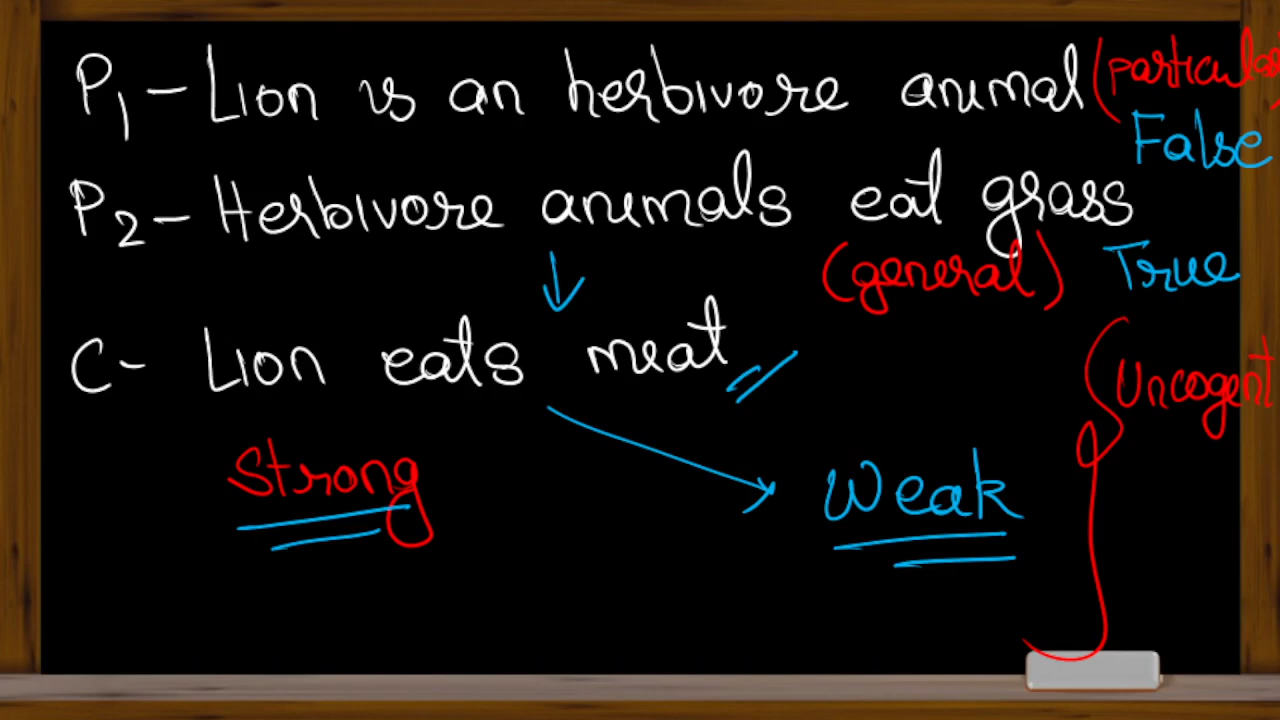 P1 - Lion is an herbivore animal (particular)
False
P2 - Herbivore animals eat grass
(general) True
C - Lion eats meat
Uncogent
Strong
Weak